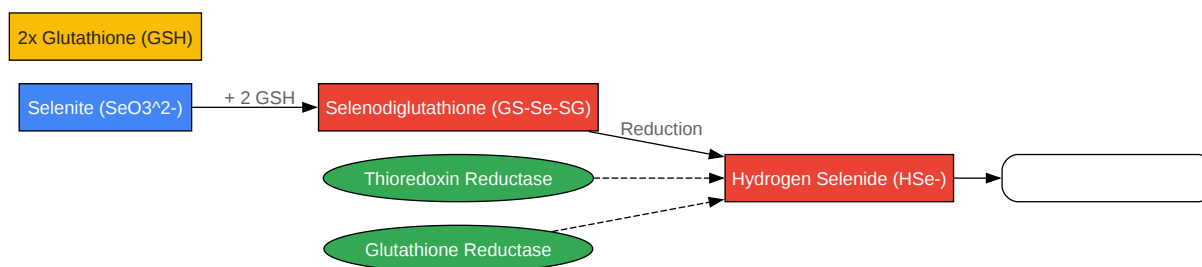 2x Glutathione (GSH)
Selenite (SeO3^2-)
+ 2 GSH
Selenodiglutathione (GS-Se-SG)
Reduction
Thioredoxin Reductase
Hydrogen Selenide (HSe-)
Glutathione Reductase